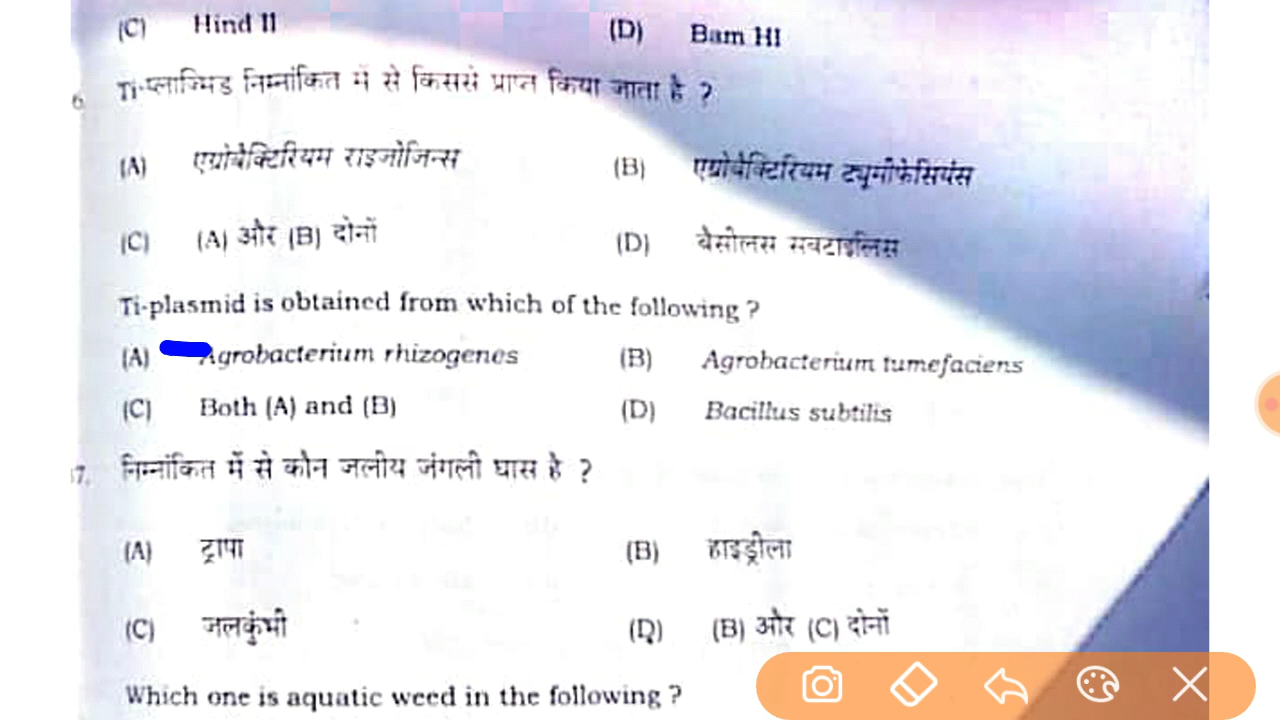 (C) Hind II (D) Bam HI
6. Ti-प्लाज्मिड निम्नांकित में से किससे प्राप्त किया जाता है ?
(A) एग्रोबैक्टिरियम राइजोजिन्स (B) एग्रोबैक्टिरियम ट्यूमीफेसियंस
(C) (A) और (B) दोनों (D) बैसीलस सबटाइलिस
Ti-plasmid is obtained from which of the following ?
(A) Agrobacterium rhizogenes (B) Agrobacterium tumefaciens
(C) Both (A) and (B) (D) Bacillus subtilis
17. निम्नांकित में से कौन जलीय जंगली घास है ?
(A) ट्रापा (B) हाइड्रीला
(C) जलकुंभी (D) (B) और (C) दोनों
Which one is aquatic weed in the following ?